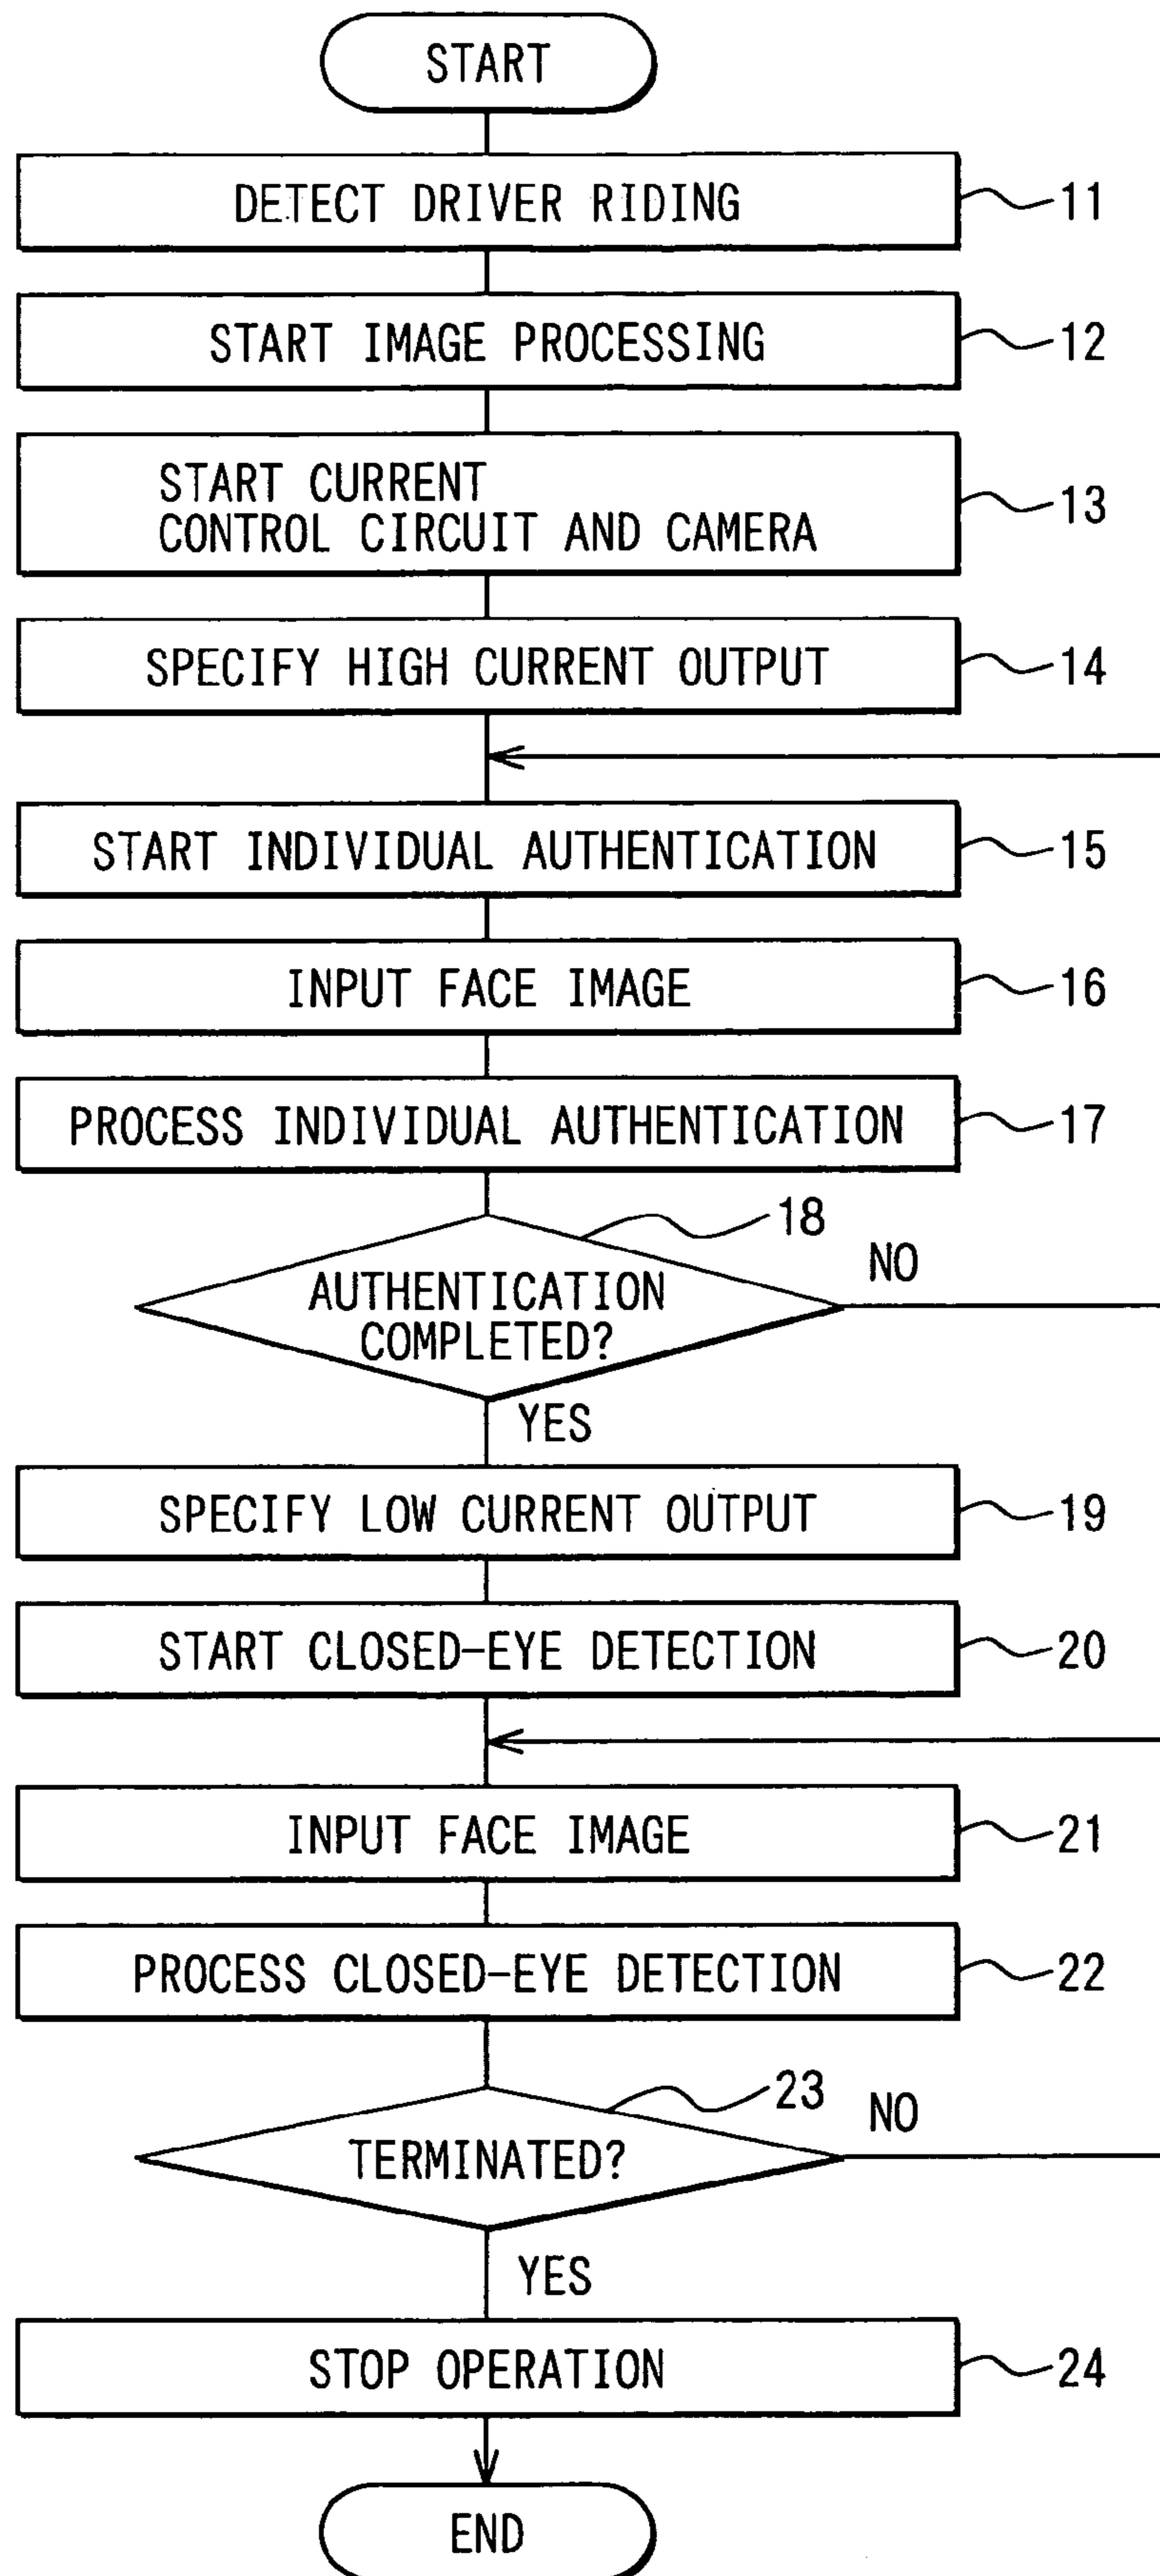 START
DETECT DRIVER RIDING
11
START IMAGE PROCESSING
12
START CURRENT
CONTROL CIRCUIT AND CAMERA
13
SPECIFY HIGH CURRENT OUTPUT
14
START INDIVIDUAL AUTHENTICATION
15
INPUT FACE IMAGE
16
PROCESS INDIVIDUAL AUTHENTICATION
17
18
AUTHENTICATION
COMPLETED?
NO
YES
SPECIFY LOW CURRENT OUTPUT
19
START CLOSED-EYE DETECTION
20
INPUT FACE IMAGE
21
PROCESS CLOSED-EYE DETECTION
22
23
TERMINATED?
NO
YES
STOP OPERATION
24
END